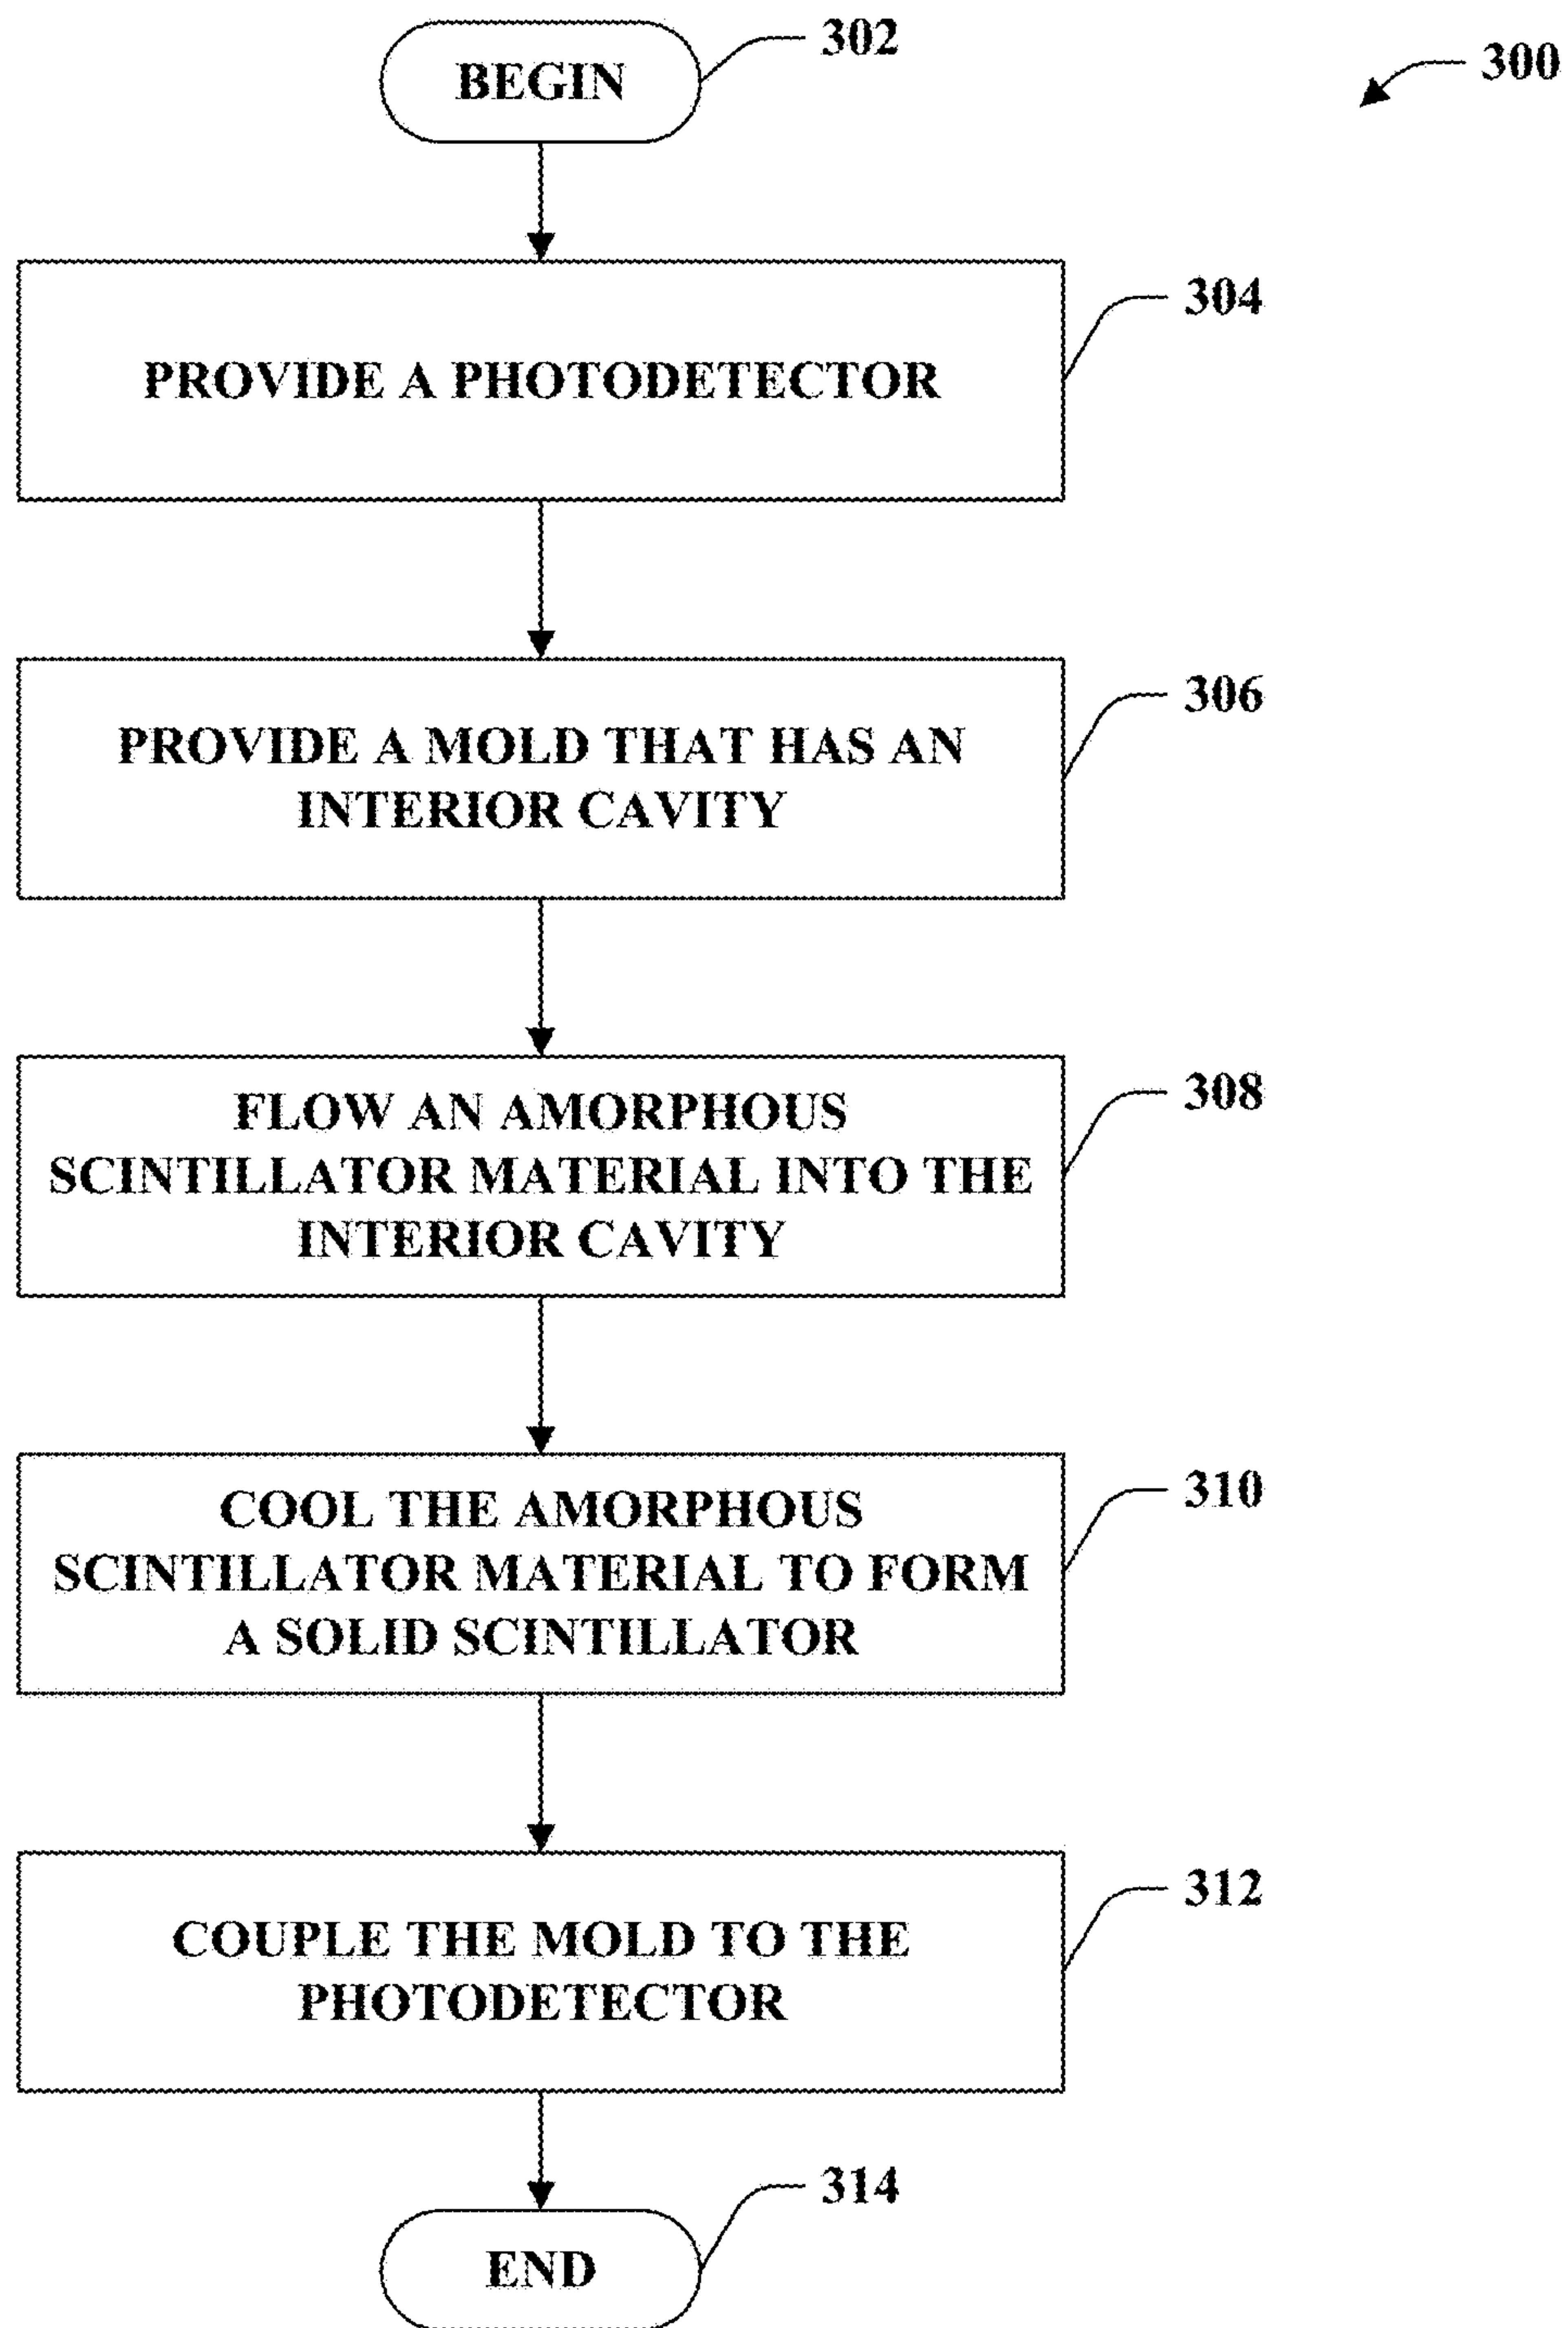 BEGIN
302
300
PROVIDE A PHOTODETECTOR
304
PROVIDE A MOLD THAT HAS AN
INTERIOR CAVITY
306
FLOW AN AMORPHOUS
SCINTILLATOR MATERIAL INTO THE
INTERIOR CAVITY
308
COOL THE AMORPHOUS
SCINTILLATOR MATERIAL TO FORM
A SOLID SCINTILLATOR
310
COUPLE THE MOLD TO THE
PHOTODETECTOR
312
END
314